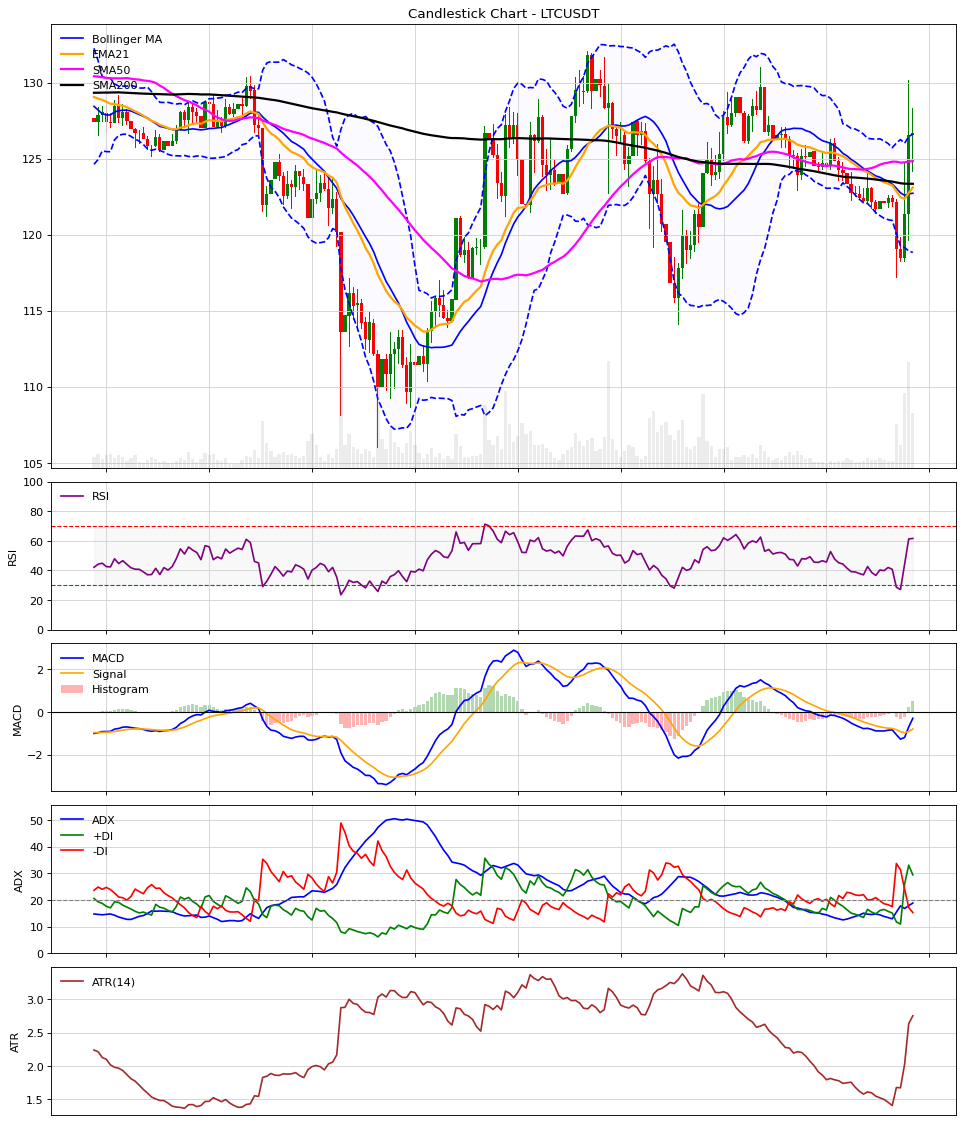 Candlestick Chart - LTCUSDT
Bollinger MA
EMA21
SMA50
SMA200
130
125
120
115
110
105
RSI
100
80
60
40
20
0
RSI
MACD
Signal
Histogram
2
0
−2
MACD
ADX
+DI
-DI
50
40
30
20
10
0
ADX
ATR(14)
3.0
2.5
2.0
1.5
ATR